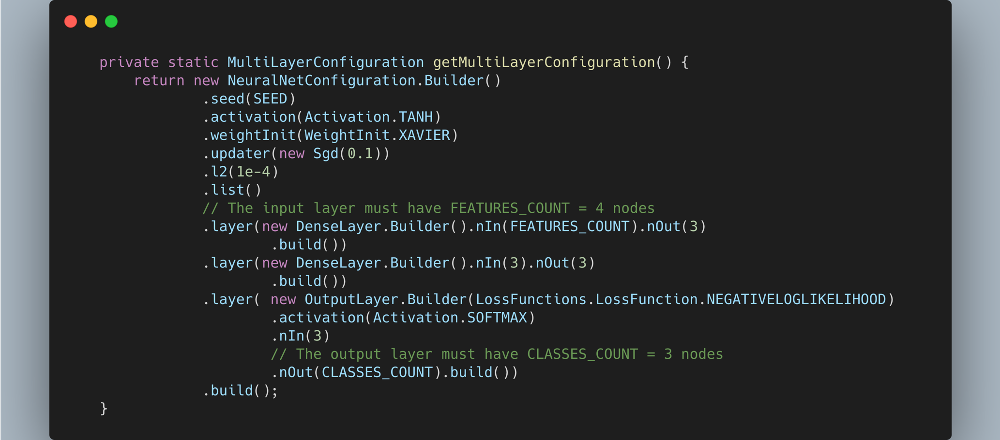 private static MultiLayerConfiguration getMultiLayerConfiguration() {
    return new NeuralNetConfiguration.Builder()
            .seed(SEED)
            .activation(Activation.TANH)
            .weightInit(WeightInit.XAVIER)
            .updater(new Sgd(0.1))
            .l2(1e-4)
            .list()
            // The input layer must have FEATURES_COUNT = 4 nodes
            .layer(new DenseLayer.Builder().nIn(FEATURES_COUNT).nOut(3)
                    .build())
            .layer(new DenseLayer.Builder().nIn(3).nOut(3)
                    .build())
            .layer( new OutputLayer.Builder(LossFunctions.LossFunction.NEGATIVELOGLIKELIHOOD)
                    .activation(Activation.SOFTMAX)
                    .nIn(3)
                    // The output layer must have CLASSES_COUNT = 3 nodes
                    .nOut(CLASSES_COUNT).build())
            .build();
}